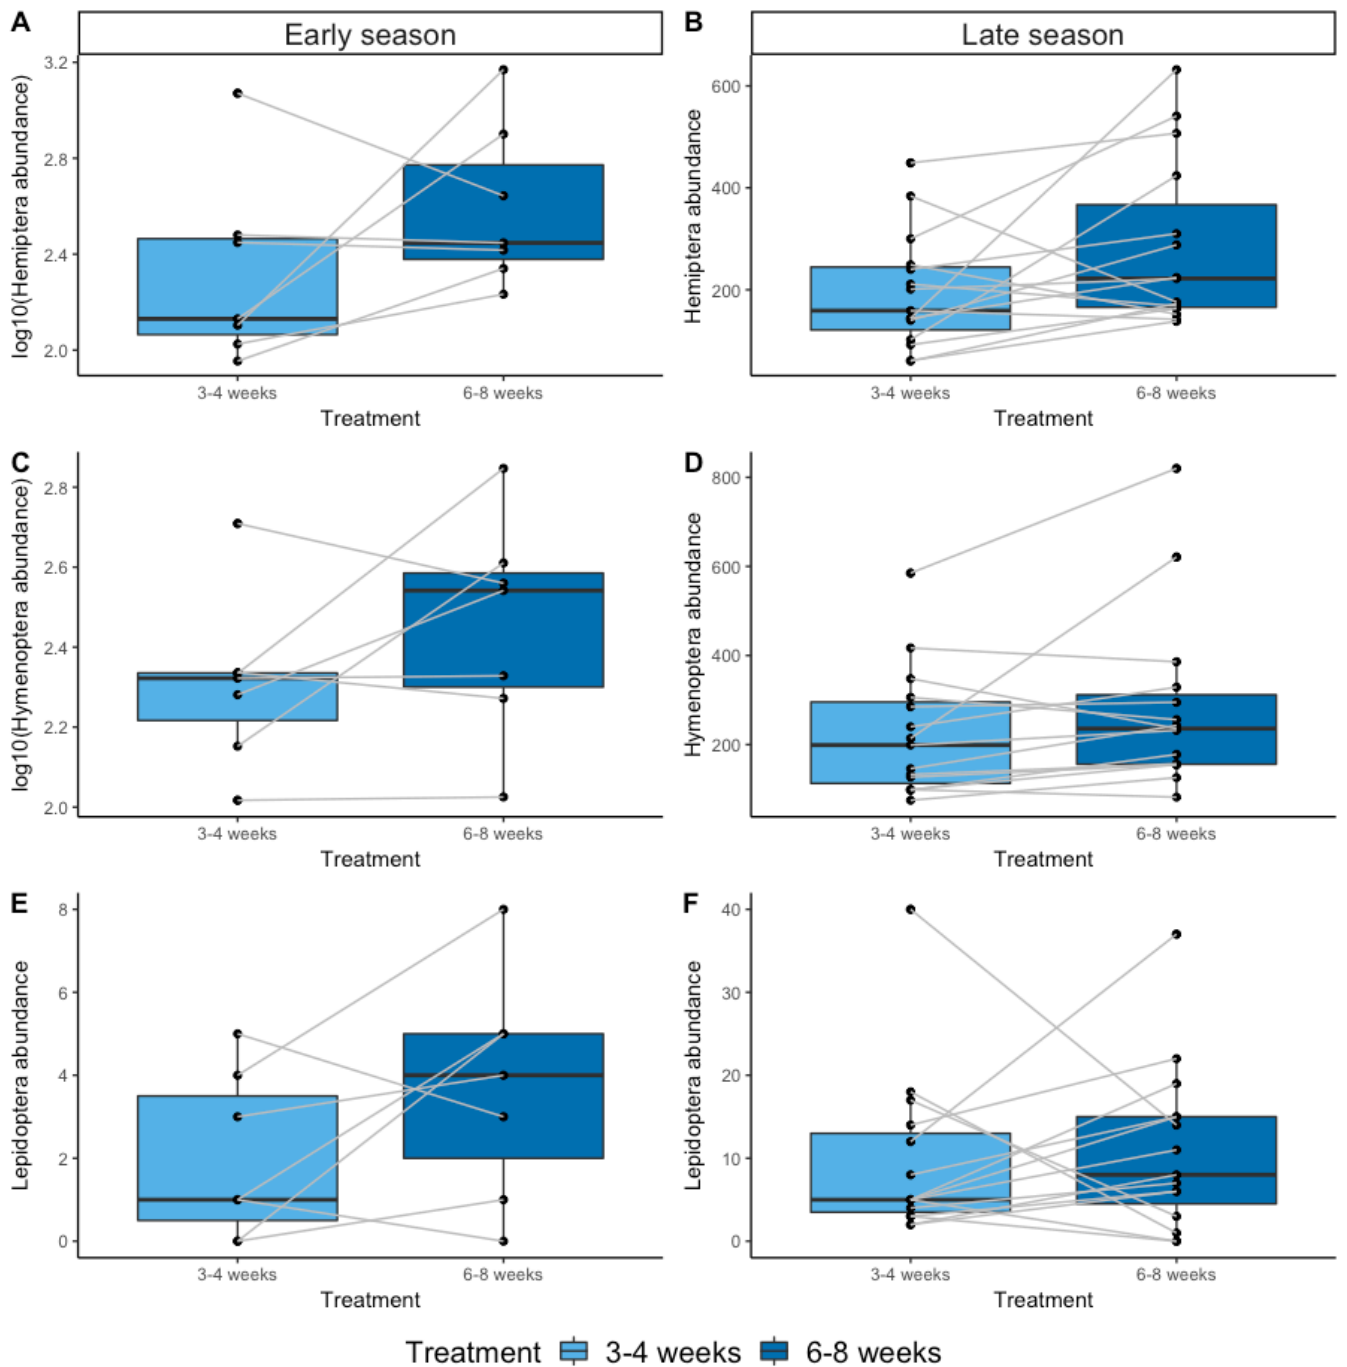 A Early season B Late season
log10(Hemiptera abundance)
3.2
2.8
2.4
2.0
3-4 weeks 6-8 weeks
Treatment
Hemiptera abundance
600
400
200
3-4 weeks 6-8 weeks
Treatment
C
log10(Hymenoptera abundance)
2.8
2.6
2.4
2.2
2.0
3-4 weeks 6-8 weeks
Treatment
D
Hymenoptera abundance
800
600
400
200
3-4 weeks 6-8 weeks
Treatment
E
Lepidoptera abundance
8
6
4
2
0
3-4 weeks 6-8 weeks
Treatment
F
Lepidoptera abundance
40
30
20
10
0
3-4 weeks 6-8 weeks
Treatment
Treatment 3-4 weeks 6-8 weeks